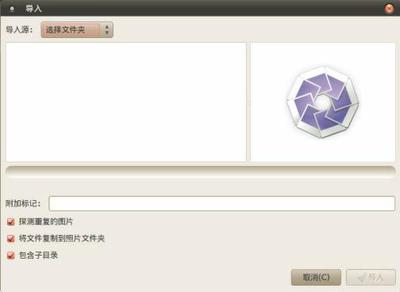 导入
导入源： 选择文件夹
附加标记：
探测重复的图片
将文件复制到照片文件夹
包含子目录
取消(C) 导入